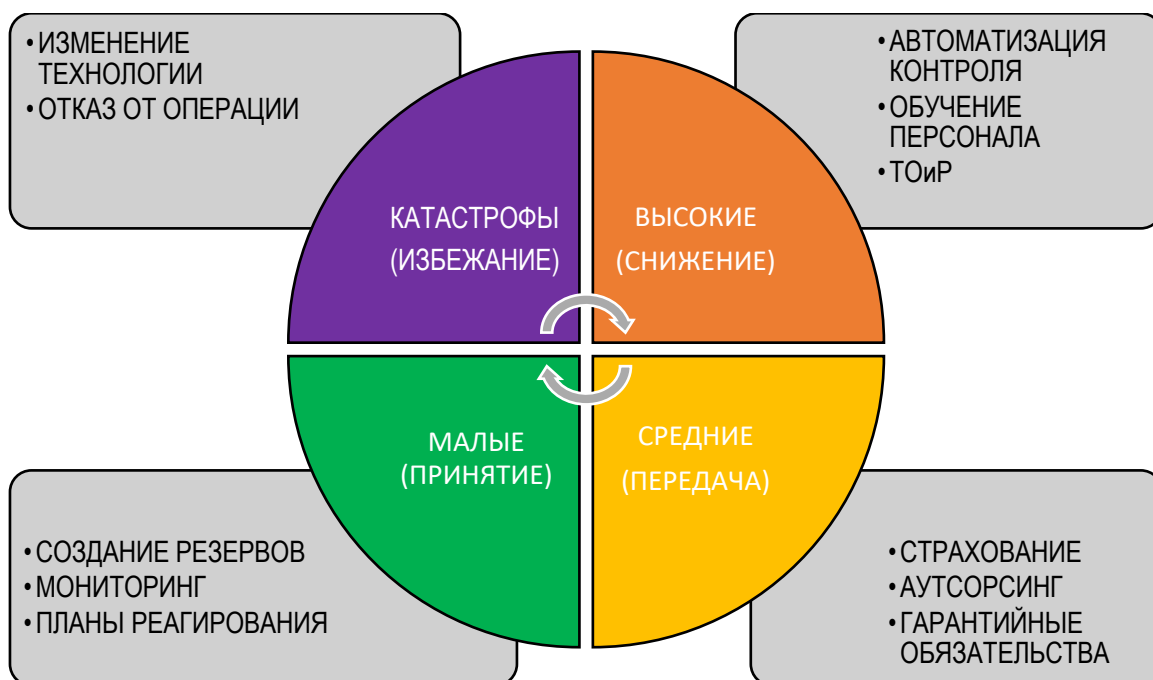 •ИЗМЕНЕНИЕ
ТЕХНОЛОГИИ
•ОТКАЗ ОТ ОПЕРАЦИИ
•АВТОМАТИЗАЦИЯ
КОНТРОЛЯ
•ОБУЧЕНИЕ
ПЕРСОНАЛА
•ТОиР
КАТАСТРОФЫ
(ИЗБЕЖАНИЕ)
ВЫСОКИЕ
(СНИЖЕНИЕ)
МАЛЫЕ
(ПРИНЯТИЕ)
СРЕДНИЕ
(ПЕРЕДАЧА)
•СОЗДАНИЕ РЕЗЕРВОВ
•МОНИТОРИНГ
•ПЛАНЫ РЕАГИРОВАНИЯ
•СТРАХОВАНИЕ
•АУТСОРСИНГ
•ГАРАНТИЙНЫЕ
ОБЯЗАТЕЛЬСТВА